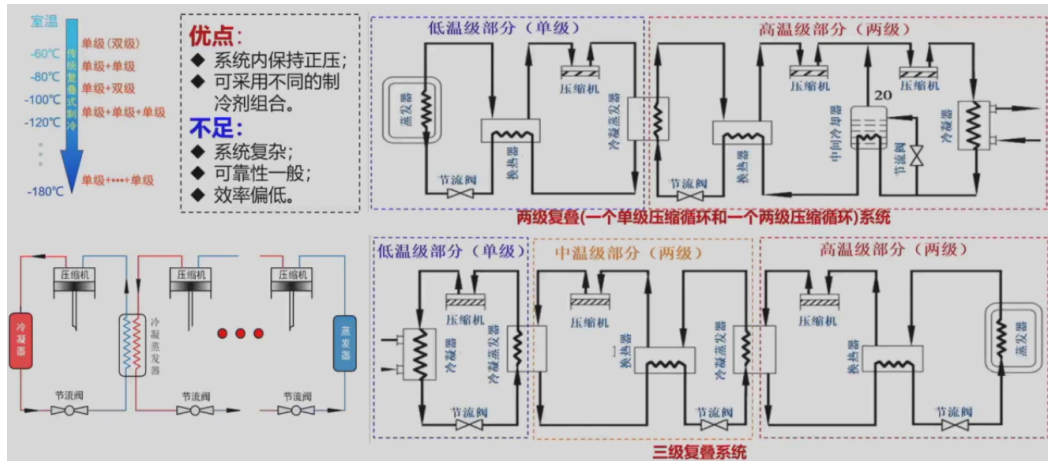 室温
-60℃
-80℃
-100℃
-120℃
-180℃
传统复叠式制冷
单级(双级)
单级+单级
单级+双级
单级+单级+单级
单级+•••+单级
优点:
◆ 系统内保持正压;
◆ 可采用不同的制
冷剂组合。
不足:
◆ 系统复杂;
◆ 可靠性一般;
◆ 效率偏低。
低温级部分（单级）
蒸发器
节流阀
换热器
压缩机
冷凝蒸发器
高温级部分（两级）
节流阀
换热器
压缩机
20
中间冷却器
节流阀
压缩机
冷凝器
两级复叠(一个单级压缩循环和一个两级压缩循环)系统
压缩机
压缩机
压缩机
冷凝器
冷凝蒸发器
蒸发器
节流阀
节流阀
节流阀
低温级部分（单级）
压缩机
冷凝器
冷凝蒸发器
中温级部分（两级）
压缩机
换热器
节流阀
冷凝蒸发器
高温级部分（两级）
压缩机
换热器
节流阀
蒸发器
三级复叠系统